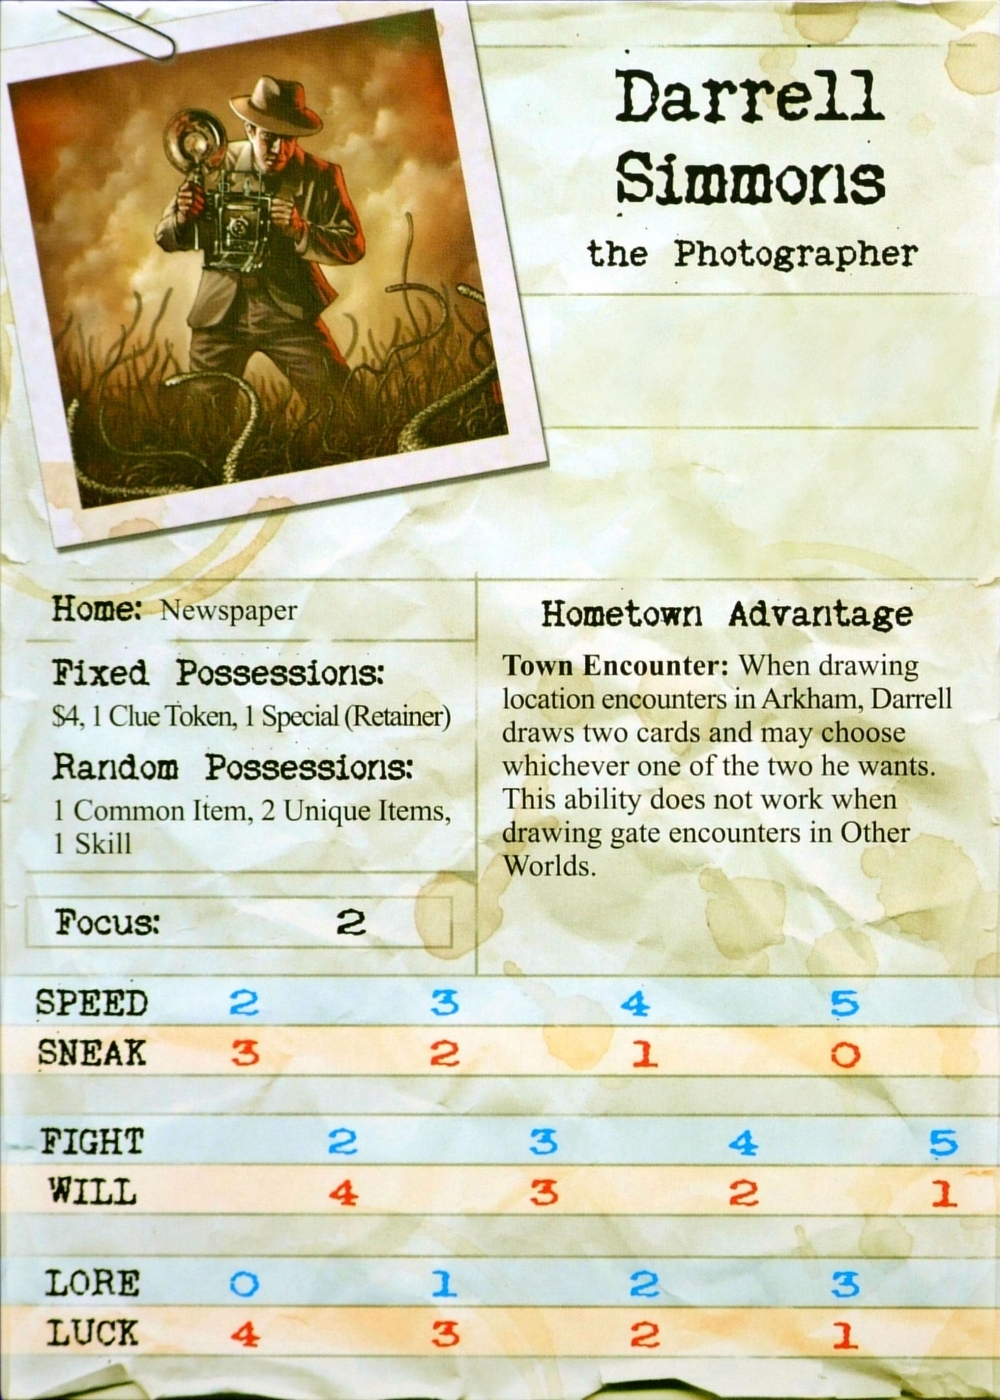 Darrell
Simmons
the Photographer
Home: Newspaper
Fixed Possessions:
$4, 1 Clue Token, 1 Special (Retainer)
Random Possessions:
1 Common Item, 2 Unique Items,
1 Skill
Focus: 2
Hometown Advantage
Town Encounter: When drawing
location encounters in Arkham, Darrell
draws two cards and may choose
whichever one of the two he wants.
This ability does not work when
drawing gate encounters in Other
Worlds.
SPEED 2 3 4 5
SNEAK 3 2 1 0
FIGHT 2 3 4 5
WILL 4 3 2 1
LORE 0 1 2 3
LUCK 4 3 2 1